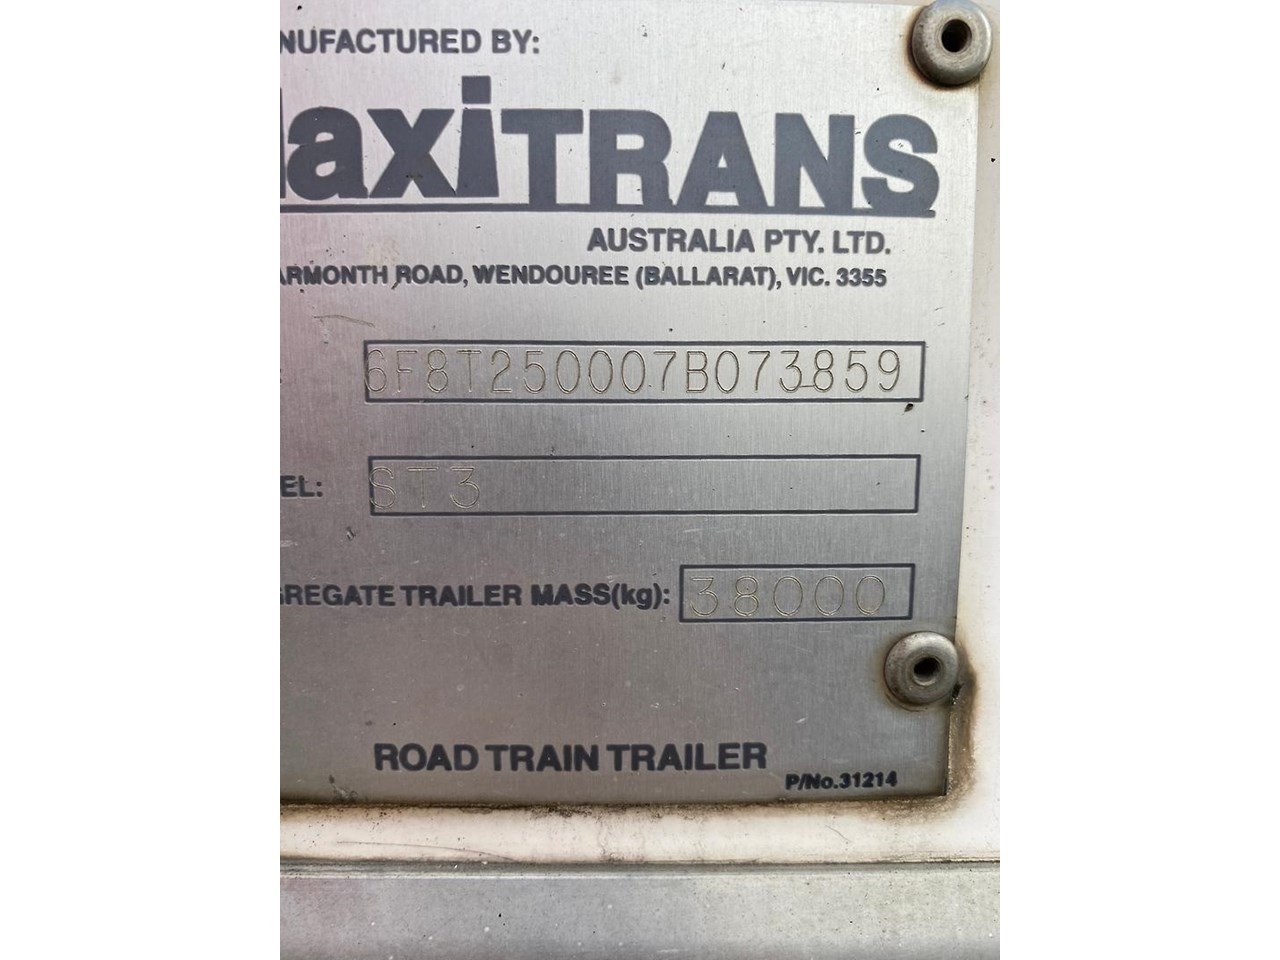 NUFACTURED BY:
axiTRANS
AUSTRALIA PTY. LTD.
ARMONTH ROAD, WENDOUREE (BALLARAT), VIC. 3355
6F8T250007B073859
EL: ST3
GREGATE TRAILER MASS(kg): 38000
ROAD TRAIN TRAILER
P/No.31214